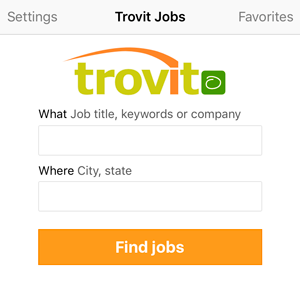 Settings Trovit Jobs Favorites
trovit
What Job title, keywords or company
Where City, state
Find jobs